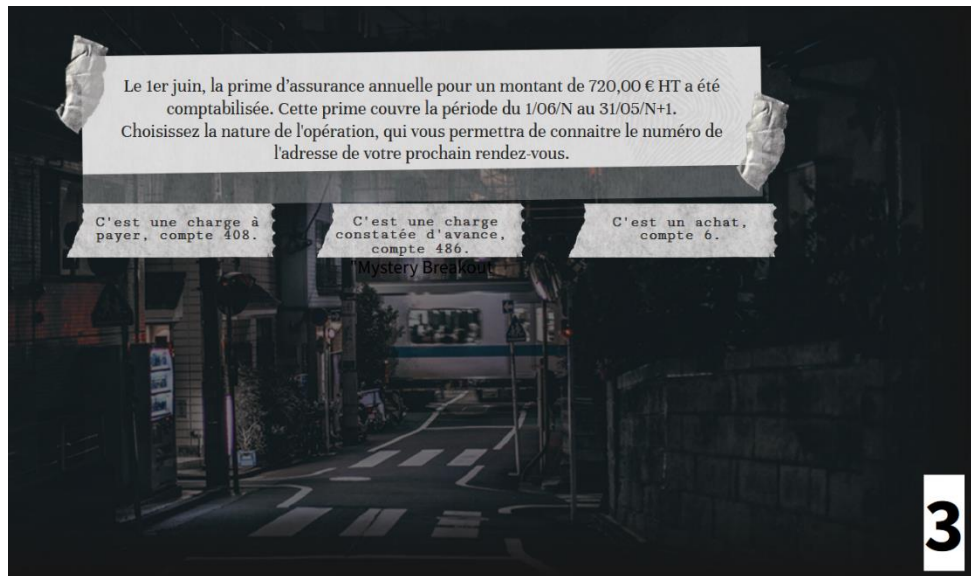 Le 1er juin, la prime d’assurance annuelle pour un montant de 720,00 € HT a été
comptabilisée. Cette prime couvre la période du 1/06/N au 31/05/N+1.
Choisissez la nature de l'opération, qui vous permettra de connaitre le numéro de
l'adresse de votre prochain rendez-vous.
C'est une charge à
payer, compte 408.
C'est une charge
constatée d'avance,
compte 486.
C'est un achat,
compte 6.
"Mystery Breakout"
3